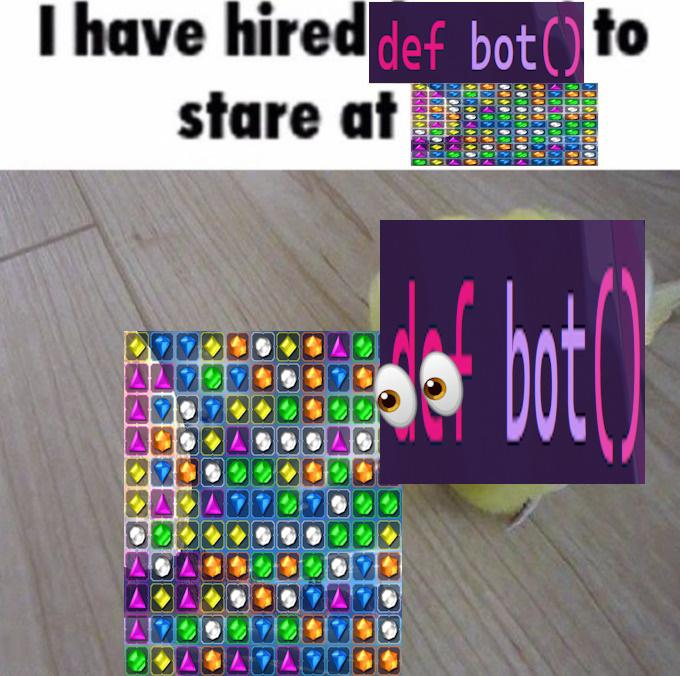 I have hired def bot() to
stare at
def bot()